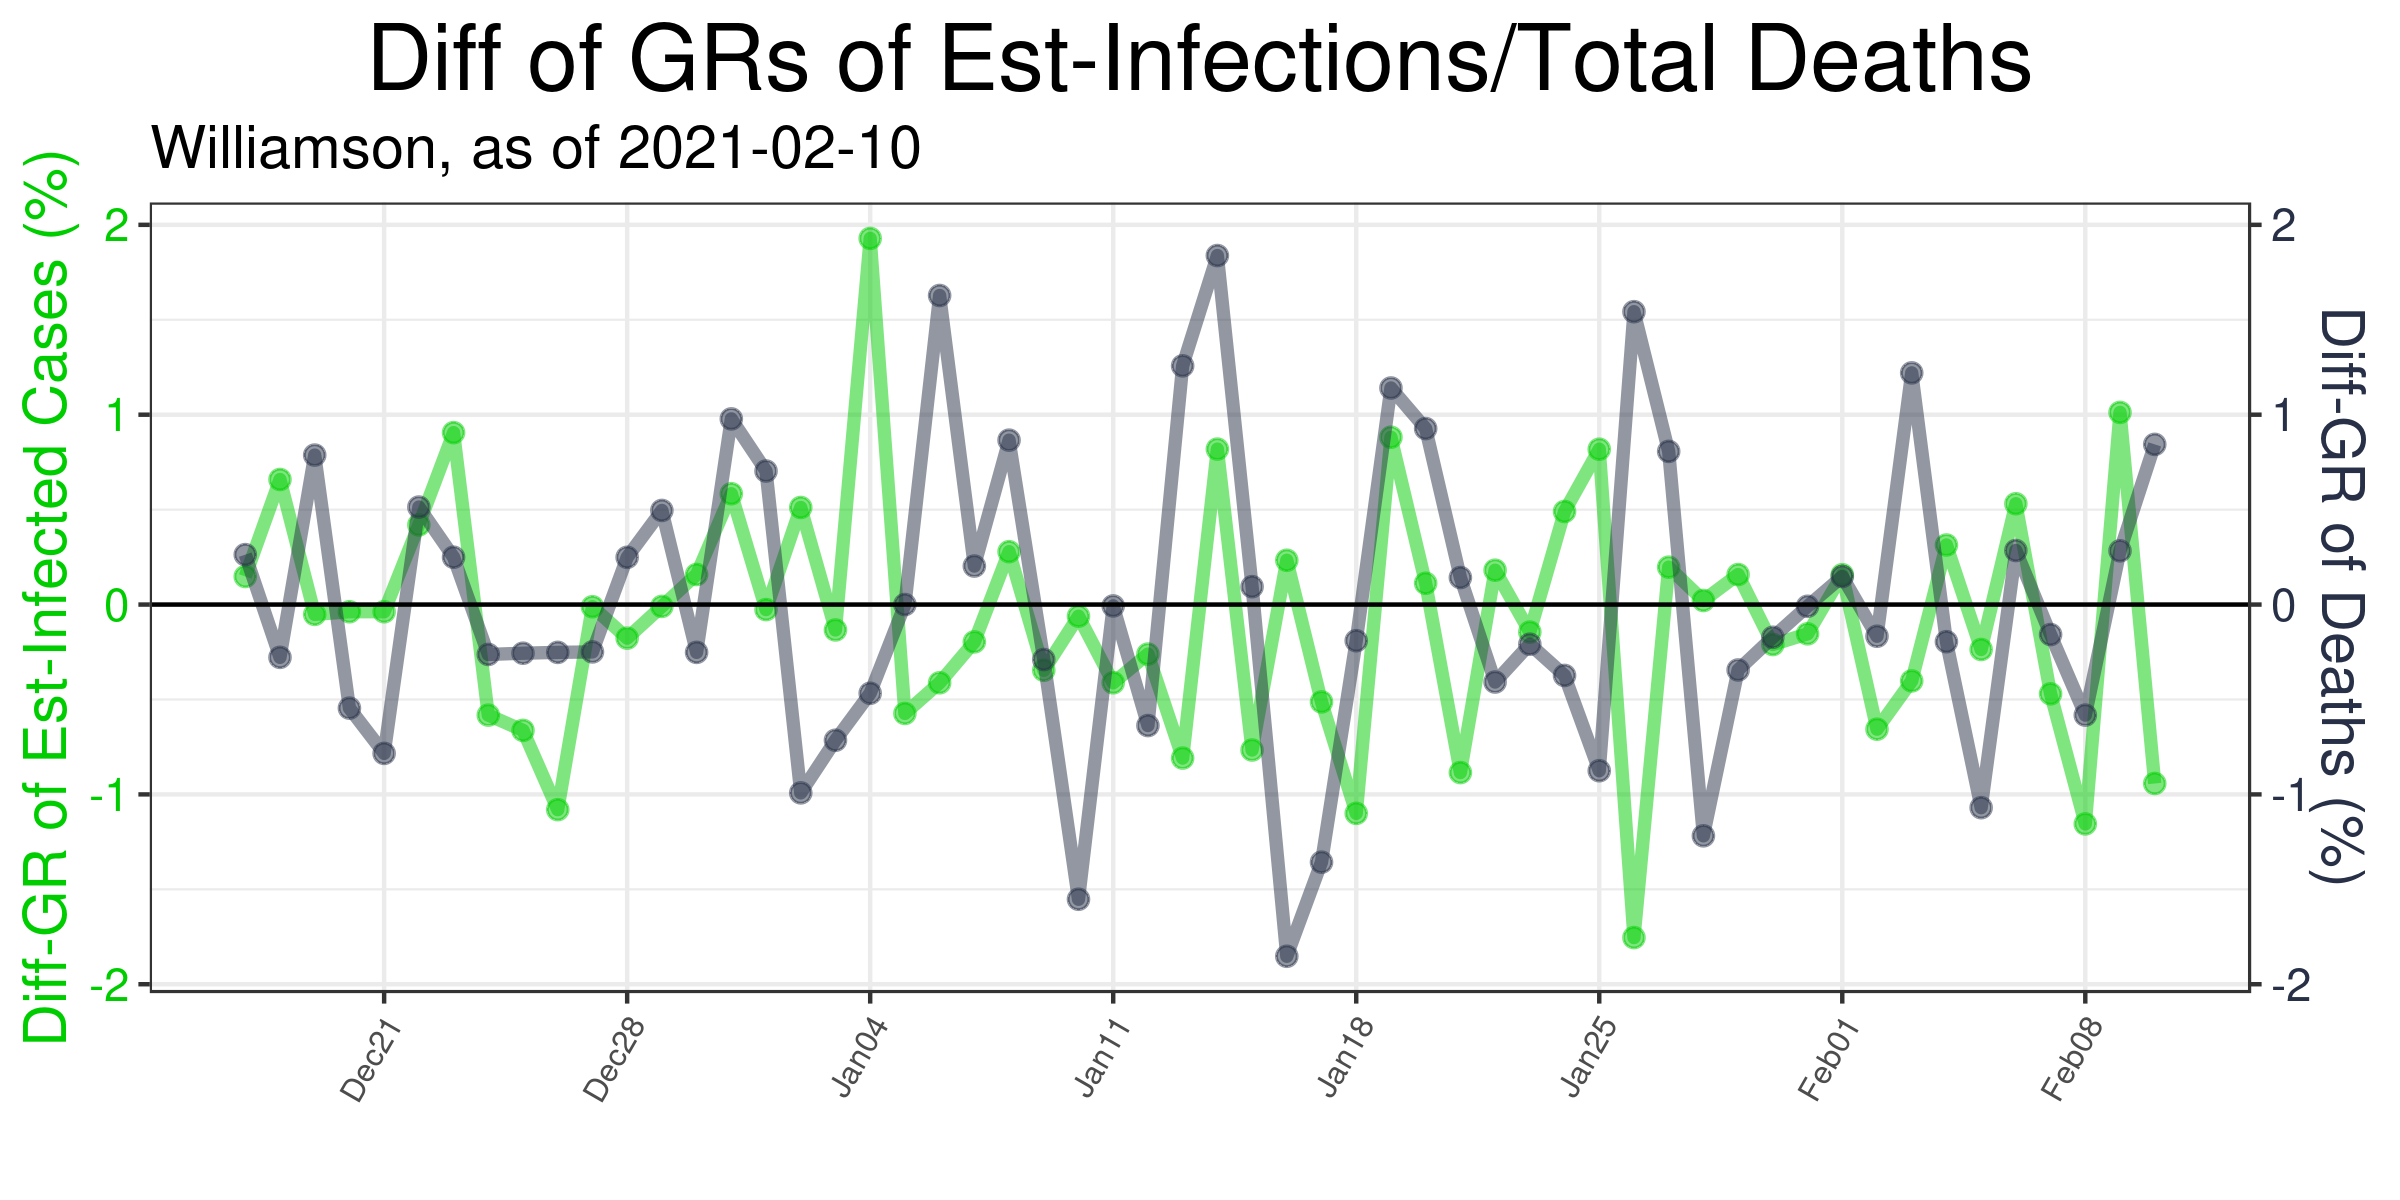 Diff of GRs of Est-Infections/Total Deaths
Williamson, as of 2021-02-10
Diff-GR of Est-Infected Cases (%)
2
1
0
-1
-2
2
1
0
-1
-2
Diff-GR of Deaths (%)
Dec21
Dec28
Jan04
Jan11
Jan18
Jan25
Feb01
Feb08